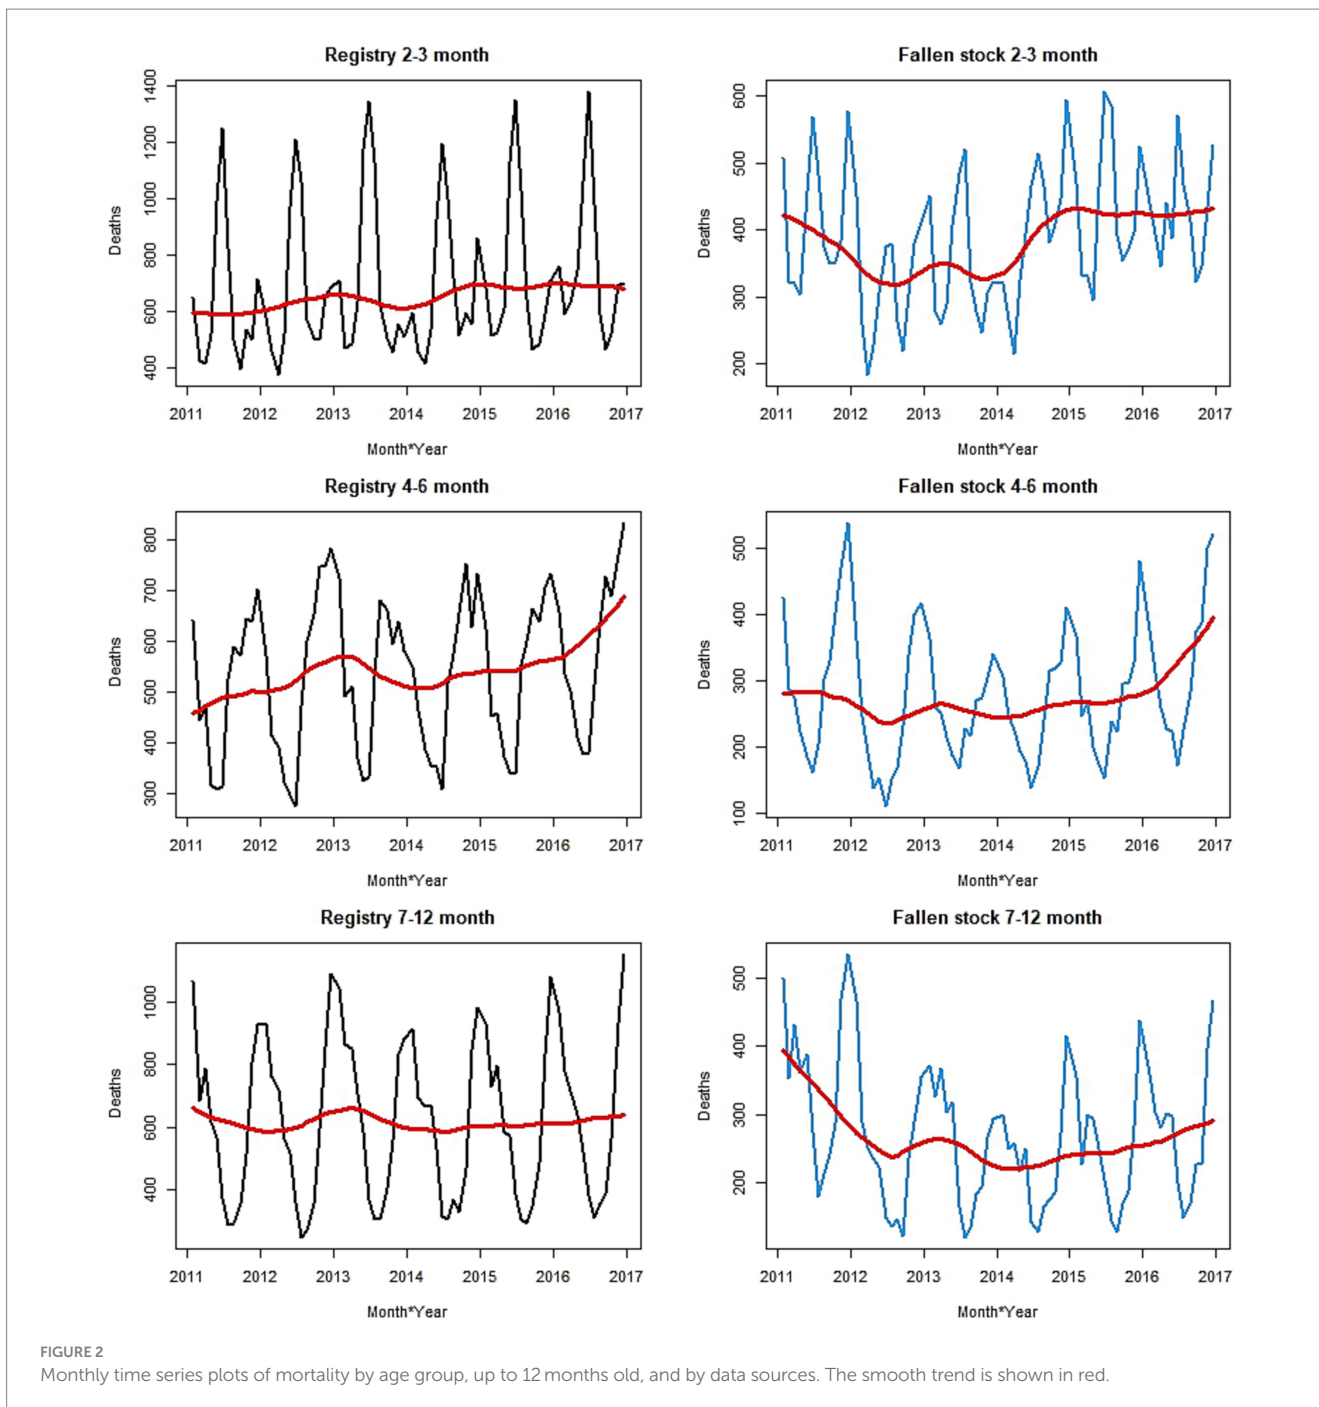 Registry 2-3 month
Deaths
400 600 800 1000 1200 1400
2011 2012 2013 2014 2015 2016 2017
Month*Year
Fallen stock 2-3 month
Deaths
200 300 400 500 600
2011 2012 2013 2014 2015 2016 2017
Month*Year
Registry 4-6 month
Deaths
300 400 500 600 700 800
2011 2012 2013 2014 2015 2016 2017
Month*Year
Fallen stock 4-6 month
Deaths
100 200 300 400 500
2011 2012 2013 2014 2015 2016 2017
Month*Year
Registry 7-12 month
Deaths
400 600 800 1000
2011 2012 2013 2014 2015 2016 2017
Month*Year
Fallen stock 7-12 month
Deaths
200 300 400 500
2011 2012 2013 2014 2015 2016 2017
Month*Year
FIGURE 2
Monthly time series plots of mortality by age group, up to 12 months old, and by data sources. The smooth trend is shown in red.